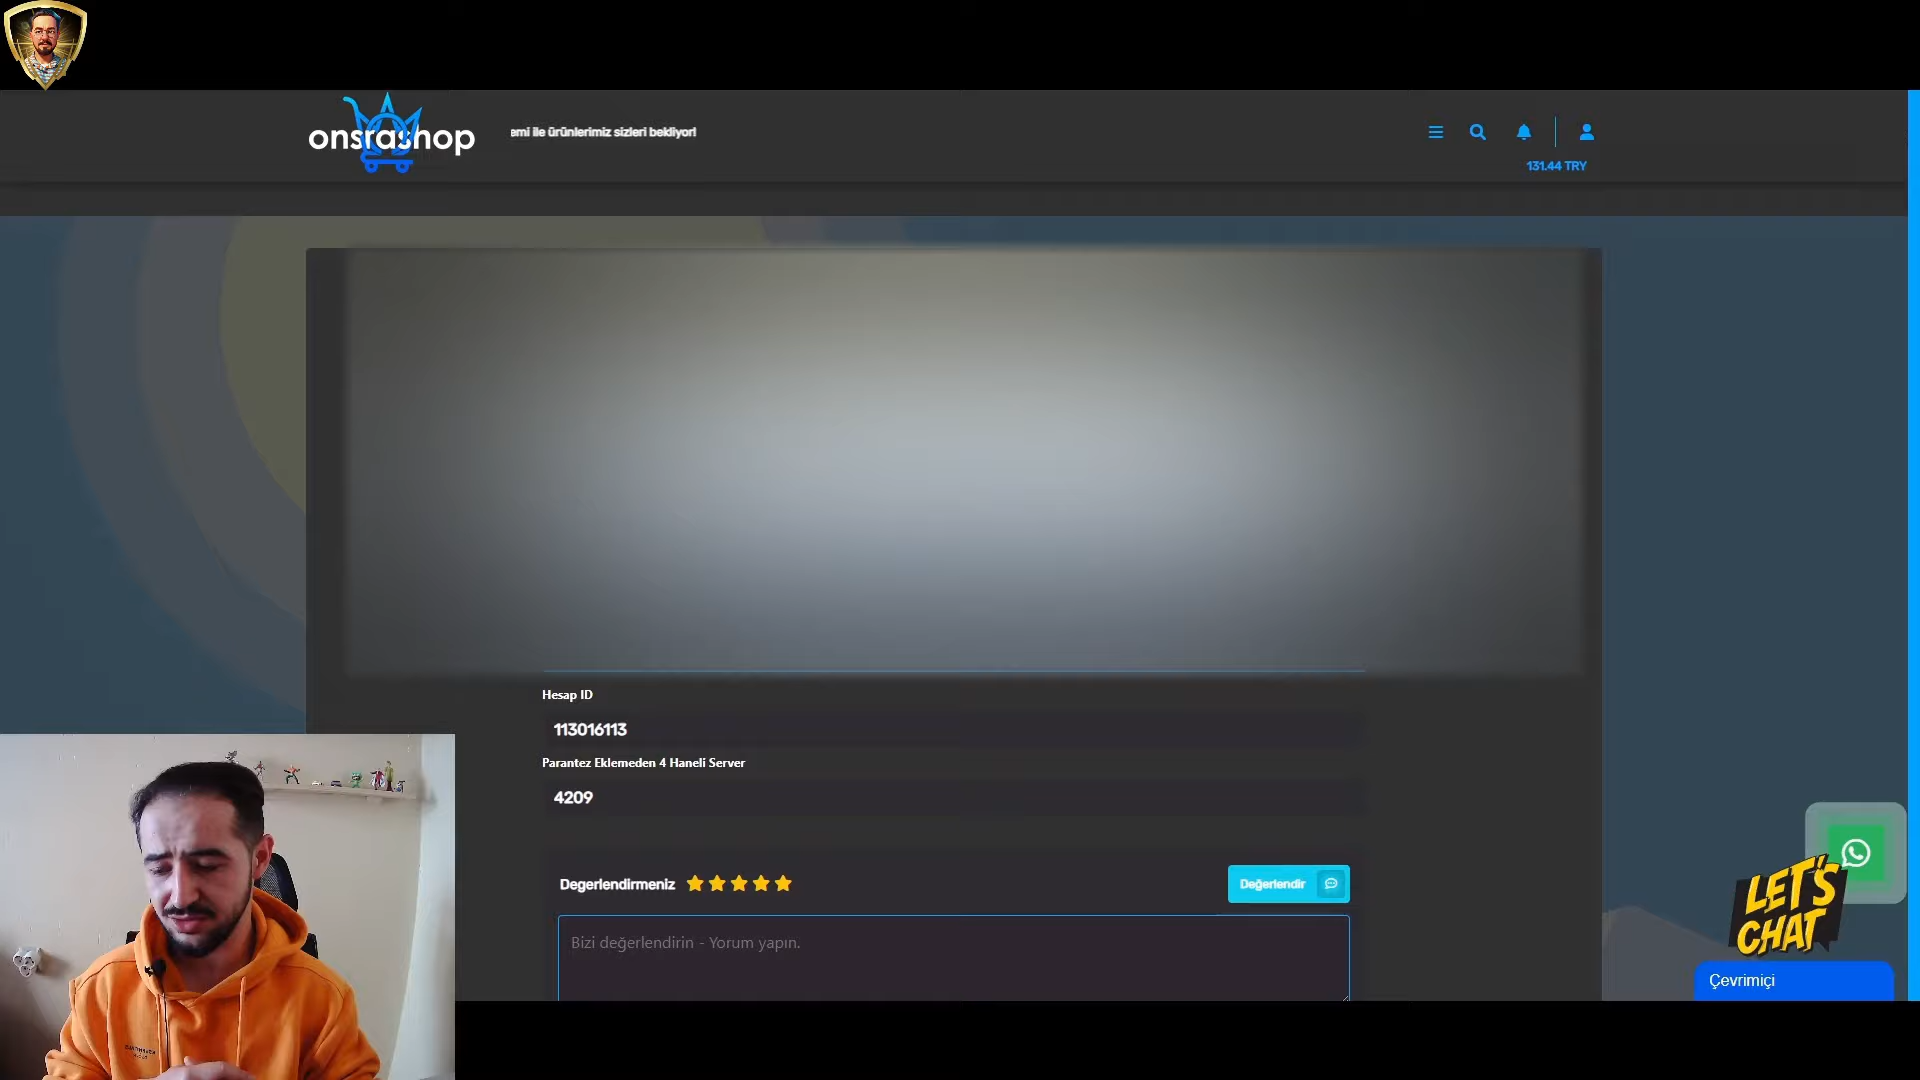 onsrashop
emi ile ürünlerimiz sizleri bekliyor!
131.44 TRY
Hesap ID
113016113
Parantez Eklemeden 4 Haneli Server
4209
Degerlendirmeniz
Değerlendir
Bizi değerlendirin - Yorum yapın.
LET'S
CHAT
Çevrimiçi